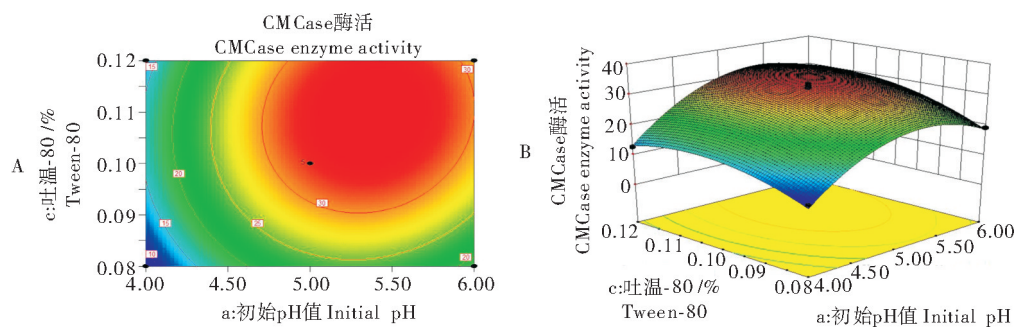 CMCase酶活
CMCase enzyme activity
A
c:吐温-80/%
Tween-80
0.12
0.11
0.10
0.09
0.08
15
30
20
15
25
30
10
20
4.00 4.50 5.00 5.50 6.00
a:初始pH值 Initial pH
B
CMCase酶活
CMCase enzyme activity
40
30
20
10
0
0.12
0.11
0.10
0.09
0.08
4.00
4.50
5.00
5.50
6.00
c:吐温-80/%
Tween-80
a:初始pH值 Initial pH